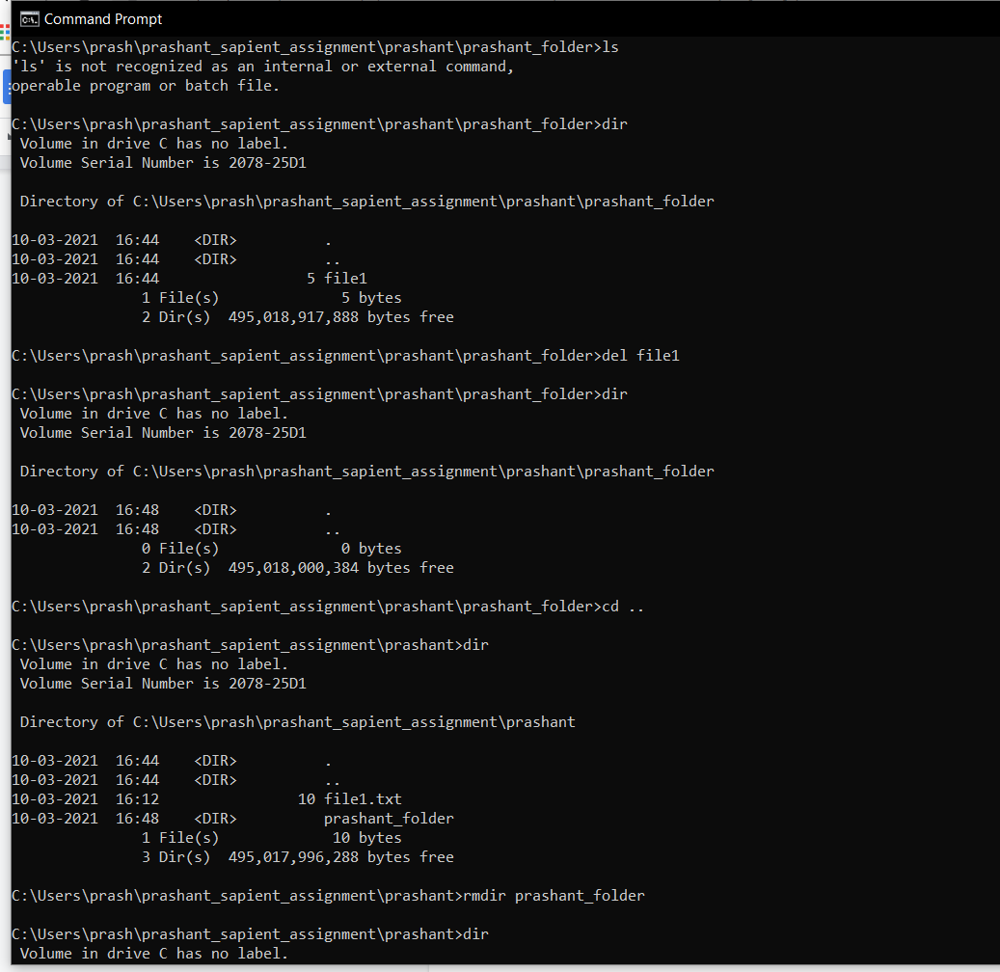 Command Prompt
C:\Users\prash\prashant_sapient_assignment\prashant\prashant_folder>ls
'ls' is not recognized as an internal or external command,
operable program or batch file.
C:\Users\prash\prashant_sapient_assignment\prashant\prashant_folder>dir
 Volume in drive C has no label.
 Volume Serial Number is 2078-25D1
 Directory of C:\Users\prash\prashant_sapient_assignment\prashant\prashant_folder
10-03-2021  16:44    <DIR>          .
10-03-2021  16:44    <DIR>          ..
10-03-2021  16:44                 5 file1
               1 File(s)              5 bytes
               2 Dir(s)  495,018,917,888 bytes free
C:\Users\prash\prashant_sapient_assignment\prashant\prashant_folder>del file1
C:\Users\prash\prashant_sapient_assignment\prashant\prashant_folder>dir
 Volume in drive C has no label.
 Volume Serial Number is 2078-25D1
 Directory of C:\Users\prash\prashant_sapient_assignment\prashant\prashant_folder
10-03-2021  16:48    <DIR>          .
10-03-2021  16:48    <DIR>          ..
               0 File(s)              0 bytes
               2 Dir(s)  495,018,000,384 bytes free
C:\Users\prash\prashant_sapient_assignment\prashant\prashant_folder>cd ..
C:\Users\prash\prashant_sapient_assignment\prashant>dir
 Volume in drive C has no label.
 Volume Serial Number is 2078-25D1
 Directory of C:\Users\prash\prashant_sapient_assignment\prashant
10-03-2021  16:44    <DIR>          .
10-03-2021  16:44    <DIR>          ..
10-03-2021  16:12                10 file1.txt
10-03-2021  16:48    <DIR>          prashant_folder
               1 File(s)             10 bytes
               3 Dir(s)  495,017,996,288 bytes free
C:\Users\prash\prashant_sapient_assignment\prashant>rmdir prashant_folder
C:\Users\prash\prashant_sapient_assignment\prashant>dir
 Volume in drive C has no label.